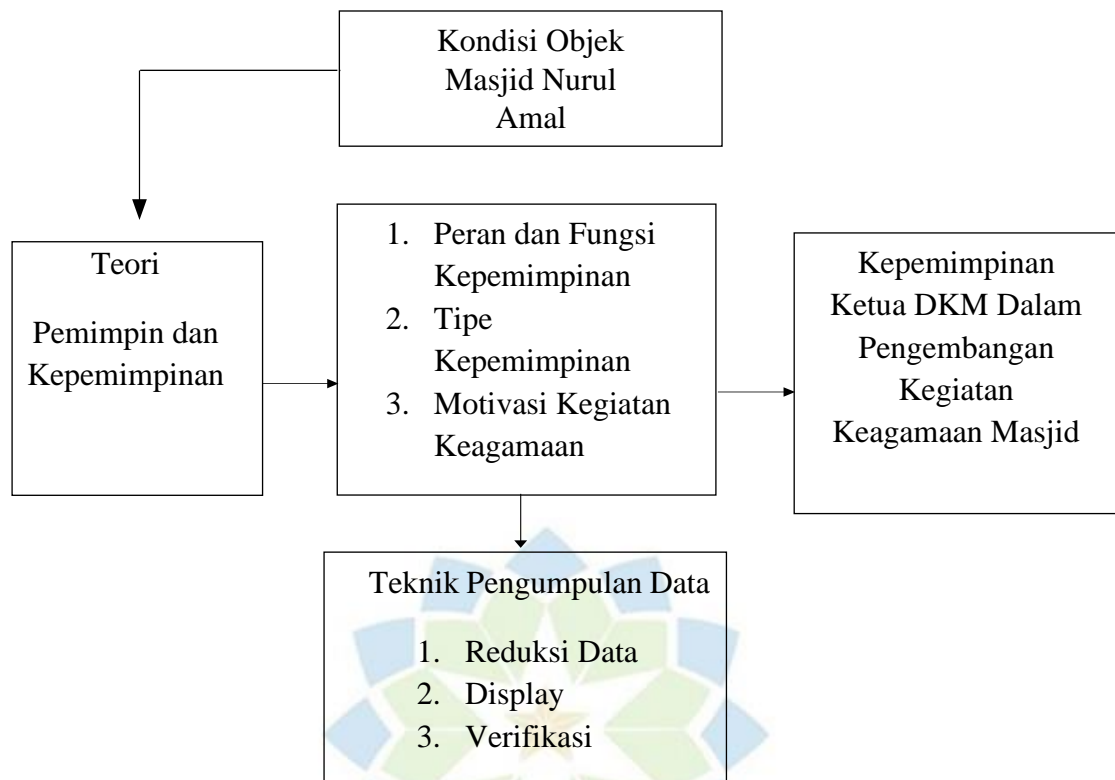 Kondisi Objek
Masjid Nurul
Amal
Teori
Pemimpin dan
Kepemimpinan
1. Peran dan Fungsi
Kepemimpinan
2. Tipe
Kepemimpinan
3. Motivasi Kegiatan
Keagamaan
Kepemimpinan
Ketua DKM Dalam
Pengembangan
Kegiatan
Keagamaan Masjid
Teknik Pengumpulan Data
1. Reduksi Data
2. Display
3. Verifikasi